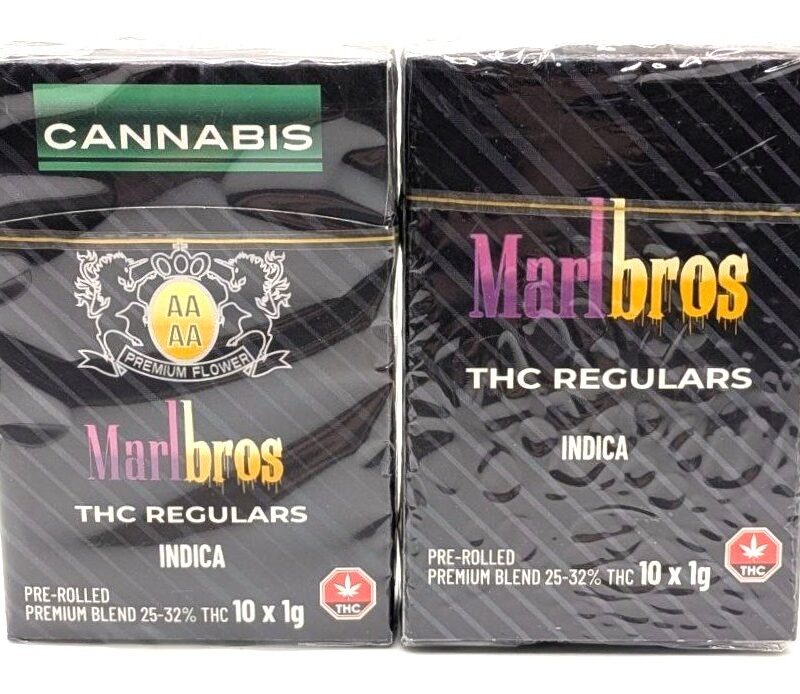 CANNABIS
AA
AA
PREMIUM FLOWER
Marlbros
THC REGULARS
INDICA
PRE-ROLLED
PREMIUM BLEND 25-32% THC 10 x 1g
THC
Marlbros
THC REGULARS
INDICA
PRE-ROLLED
PREMIUM BLEND 25-32% THC 10 x 1g
THC